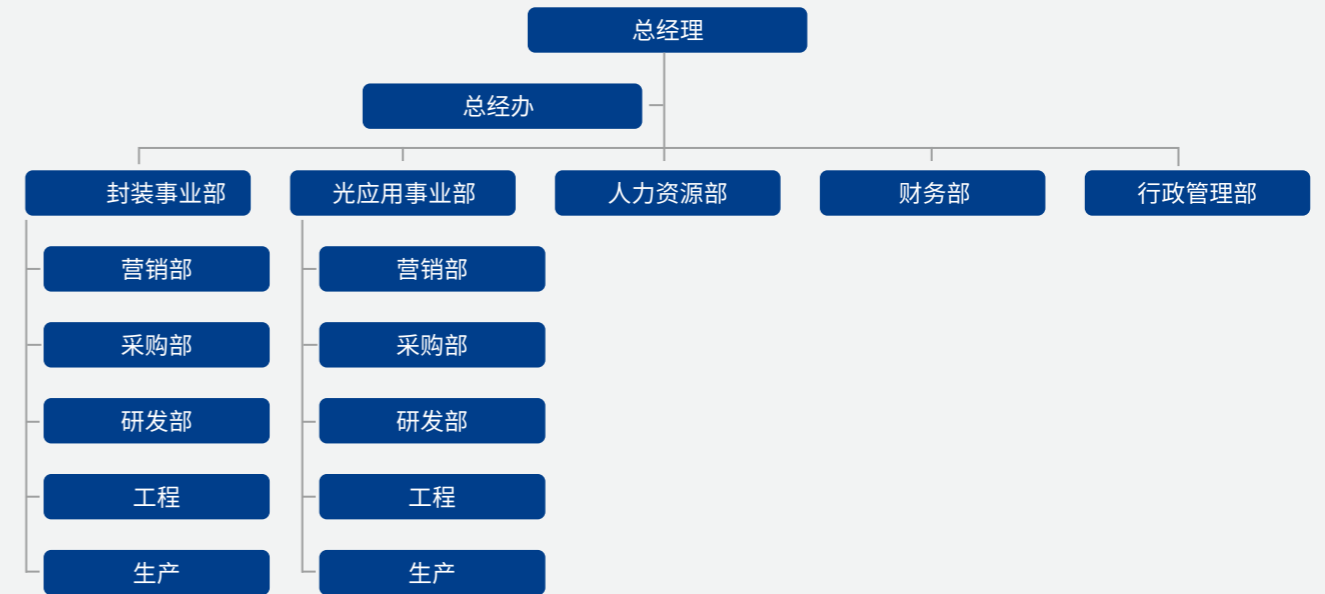 总经理
总经办
封装事业部
光应用事业部
人力资源部
财务部
行政管理部
营销部
营销部
采购部
采购部
研发部
研发部
工程
工程
生产
生产